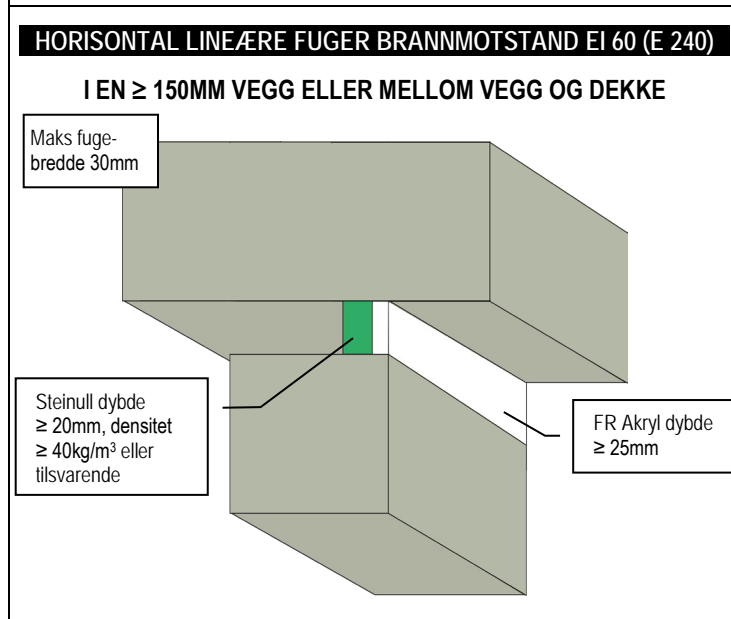 HORISONTAL LINEÆRE FUGER BRANNMOTSTAND EI 60 (E 240)
I EN ≥ 150MM VEGG ELLER MELLOM VEGG OG DEKKE
Maks fuge-
bredde 30mm
Steinull dybde
≥ 20mm, densitet
≥ 40kg/m³ eller
tilsvarende
FR Akryl dybde
≥ 25mm